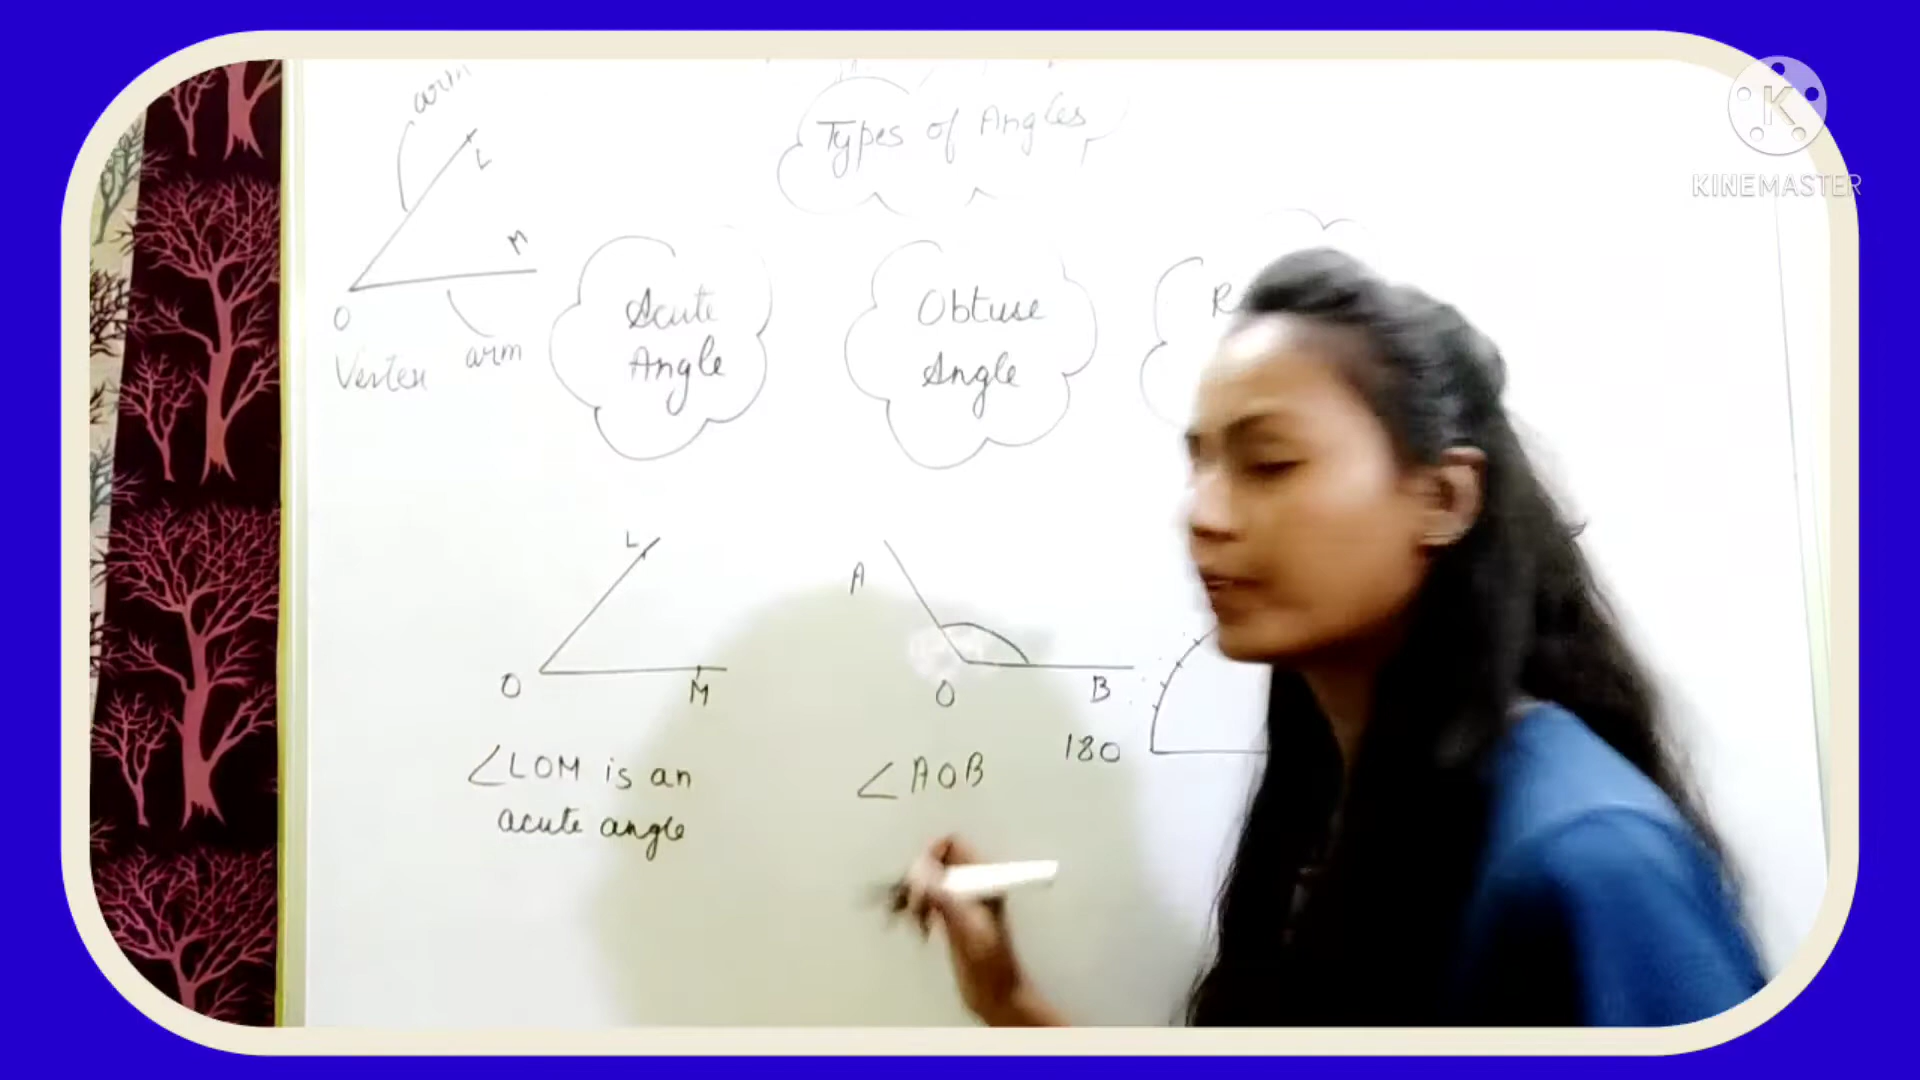 Types of Angles
arm
L
M
O
Vertex
arm
Acute
Angle
Obtuse
Angle
R
L
O
M
∠LOM is an
acute angle
A
O
B
∠AOB
180
KINEMASTER